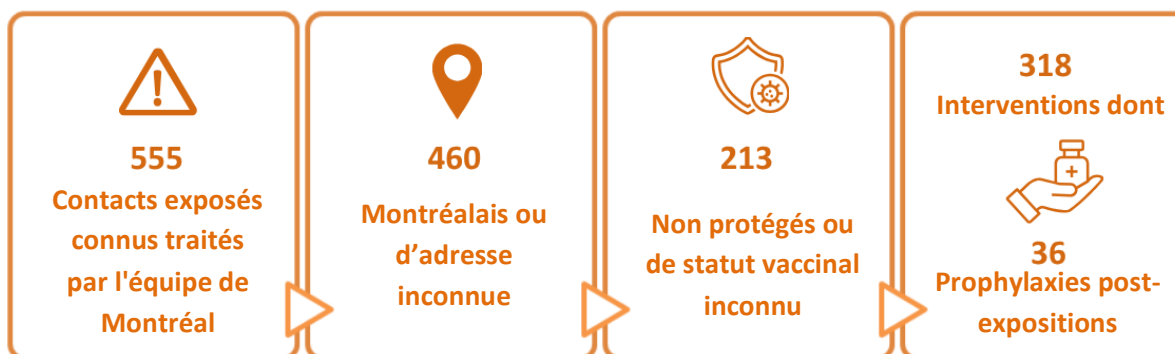 555
Contacts exposés
connus traités
par l'équipe de
Montréal
460
Montréalais ou
d’adresse
inconnue
213
Non protégés ou
de statut vaccinal
inconnu
318
Interventions dont
36
Prophylaxies post-
expositions